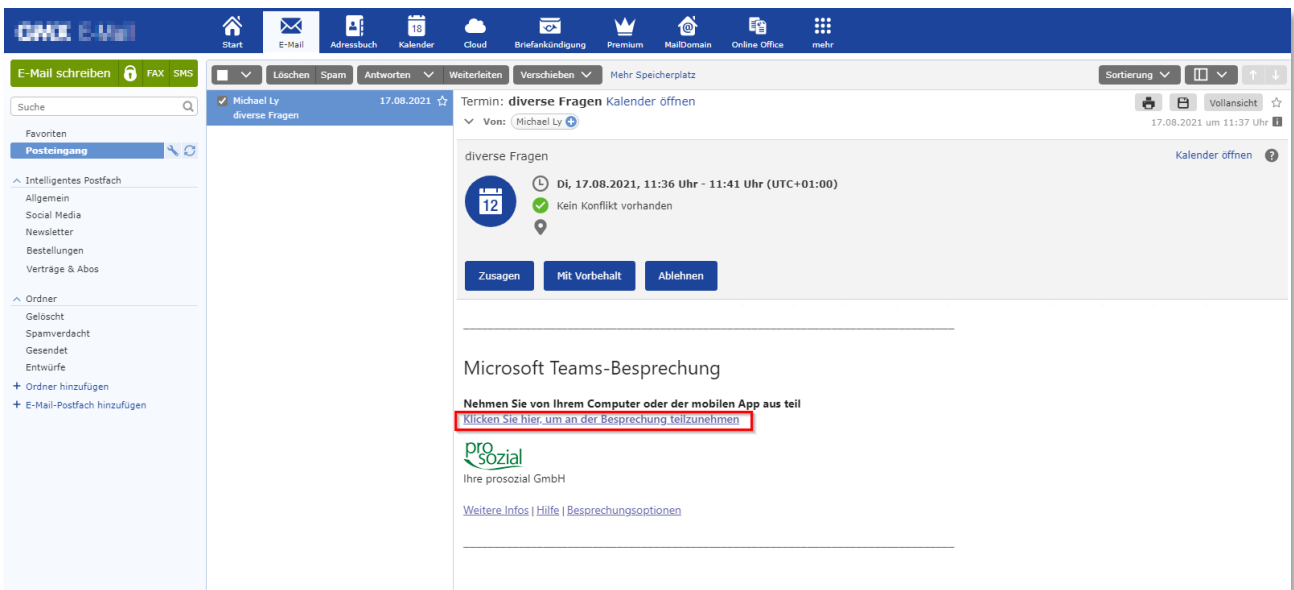 GMX E-Mail
Start E-Mail Adressbuch 18 Kalender Cloud Briefankündigung Premium MailDomain Online Office mehr
E-Mail schreiben FAX SMS
Löschen Spam Antworten Weiterleiten Verschieben Mehr Speicherplatz Sortierung
Suche
Favoriten
Posteingang
Intelligentes Postfach
Allgemein
Social Media
Newsletter
Bestellungen
Verträge & Abos
Ordner
Gelöscht
Spamverdacht
Gesendet
Entwürfe
+ Ordner hinzufügen
+ E-Mail-Postfach hinzufügen
Michael Ly 17.08.2021
diverse Fragen
Termin: diverse Fragen Kalender öffnen Vollansicht
Von: Michael Ly 17.08.2021 um 11:37 Uhr
diverse Fragen Kalender öffnen ?
12
Di, 17.08.2021, 11:36 Uhr - 11:41 Uhr (UTC+01:00)
Kein Konflikt vorhanden
Zusagen Mit Vorbehalt Ablehnen
Microsoft Teams-Besprechung
Nehmen Sie von Ihrem Computer oder der mobilen App aus teil
Klicken Sie hier, um an der Besprechung teilzunehmen
pro
sozial
Ihre prosozial GmbH
Weitere Infos | Hilfe | Besprechungsoptionen